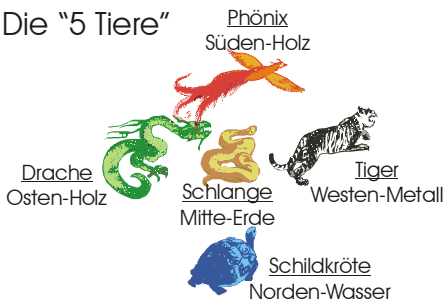 Die "5 Tiere"
Phönix
Süden-Holz
Drache
Osten-Holz
Schlange
Mitte-Erde
Tiger
Westen-Metall
Schildkröte
Norden-Wasser